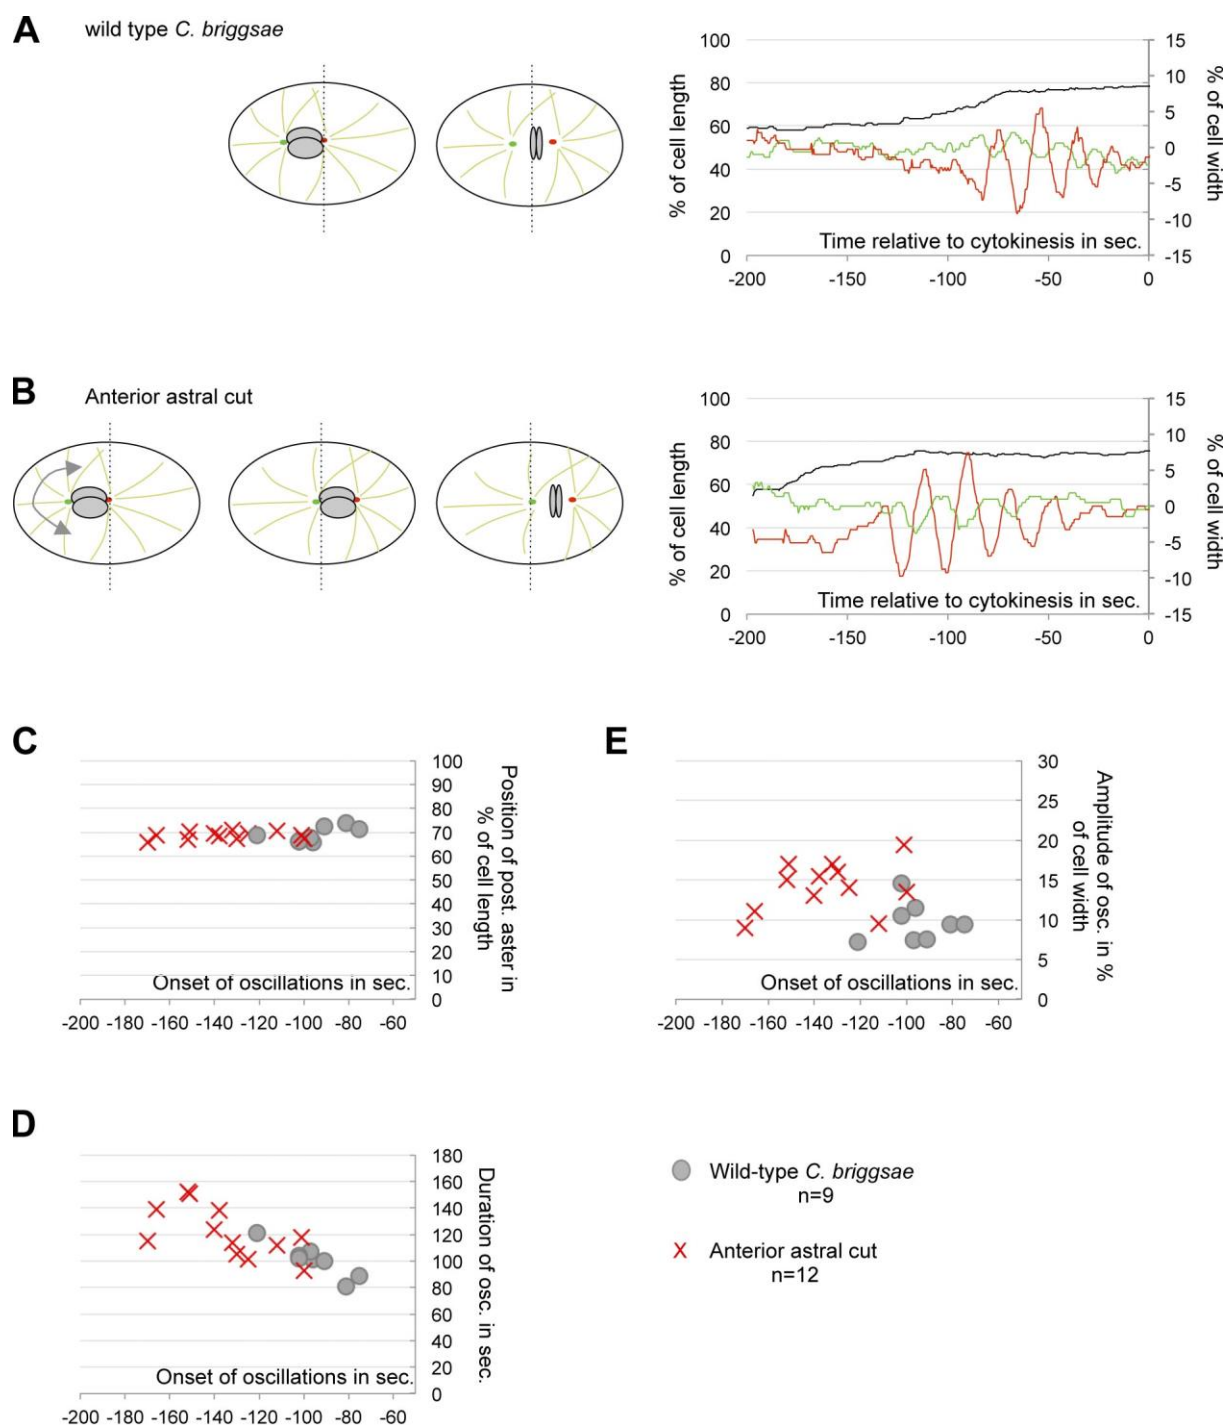 A
wild type C. briggsae
100
80
60
40
20
0
% of cell length
15
10
5
0
-5
-10
-15
% of cell width
Time relative to cytokinesis in sec.
-200 -150 -100 -50 0
B
Anterior astral cut
100
80
60
40
20
0
% of cell length
15
10
5
0
-5
-10
-15
% of cell width
Time relative to cytokinesis in sec.
-200 -150 -100 -50 0
C
100
90
80
70
60
50
40
30
20
10
0
Position of post. aster in
% of cell length
Onset of oscillations in sec.
-200 -180 -160 -140 -120 -100 -80 -60
E
30
25
20
15
10
5
0
Amplitude of osc. in %
of cell width
Onset of oscillations in sec.
-200 -180 -160 -140 -120 -100 -80 -60
D
180
160
140
120
100
80
60
40
20
0
Duration of osc. in sec.
Onset of oscillations in sec.
-200 -180 -160 -140 -120 -100 -80 -60
Wild-type C. briggsae
n=9
Anterior astral cut
n=12